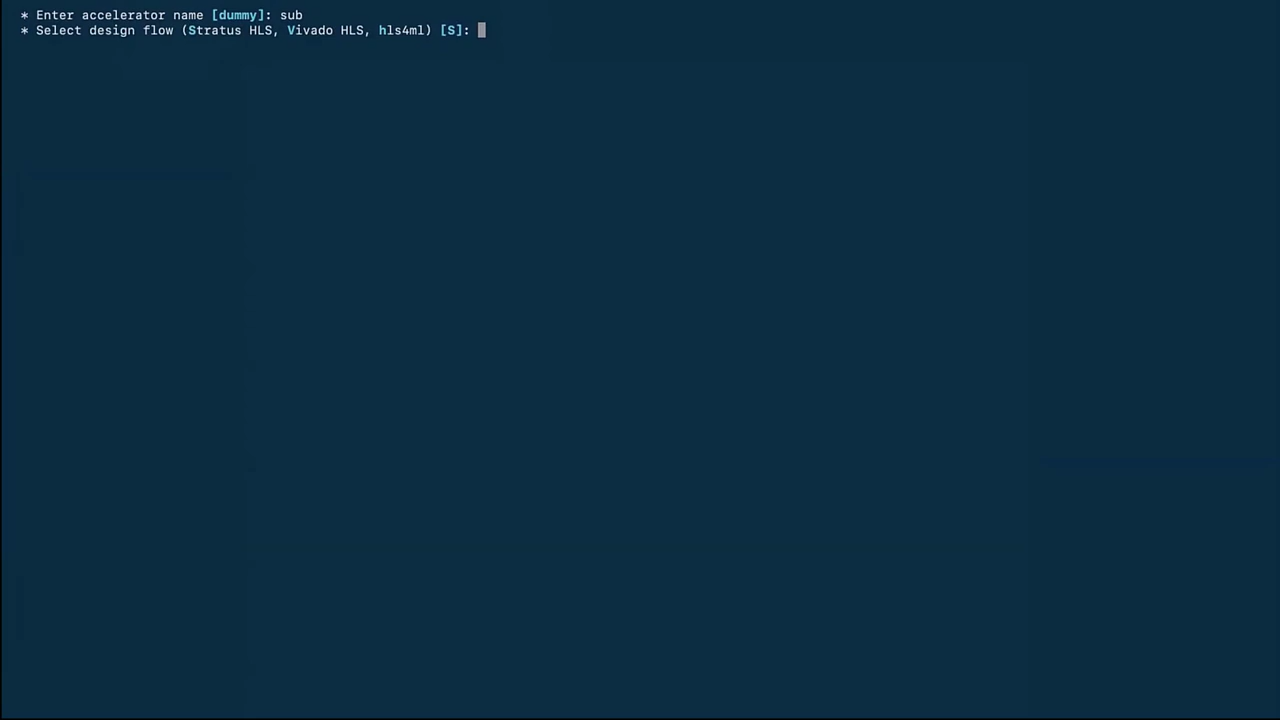 * Enter accelerator name [dummy]: sub
* Select design flow (Stratus HLS, Vivado HLS, hls4ml) [S]: